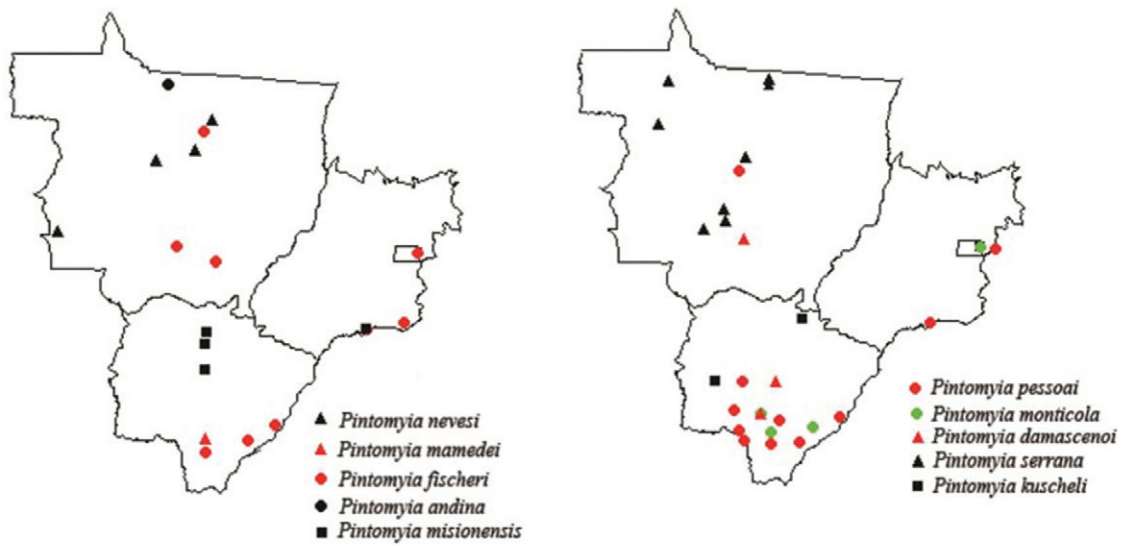 Pintomyia nevesi
Pintomyia mamedei
Pintomyia fischeri
Pintomyia andina
Pintomyia misionensis
Pintomyia pessoai
Pintomyia monticola
Pintomyia damascenoi
Pintomyia serrana
Pintomyia kuscheli